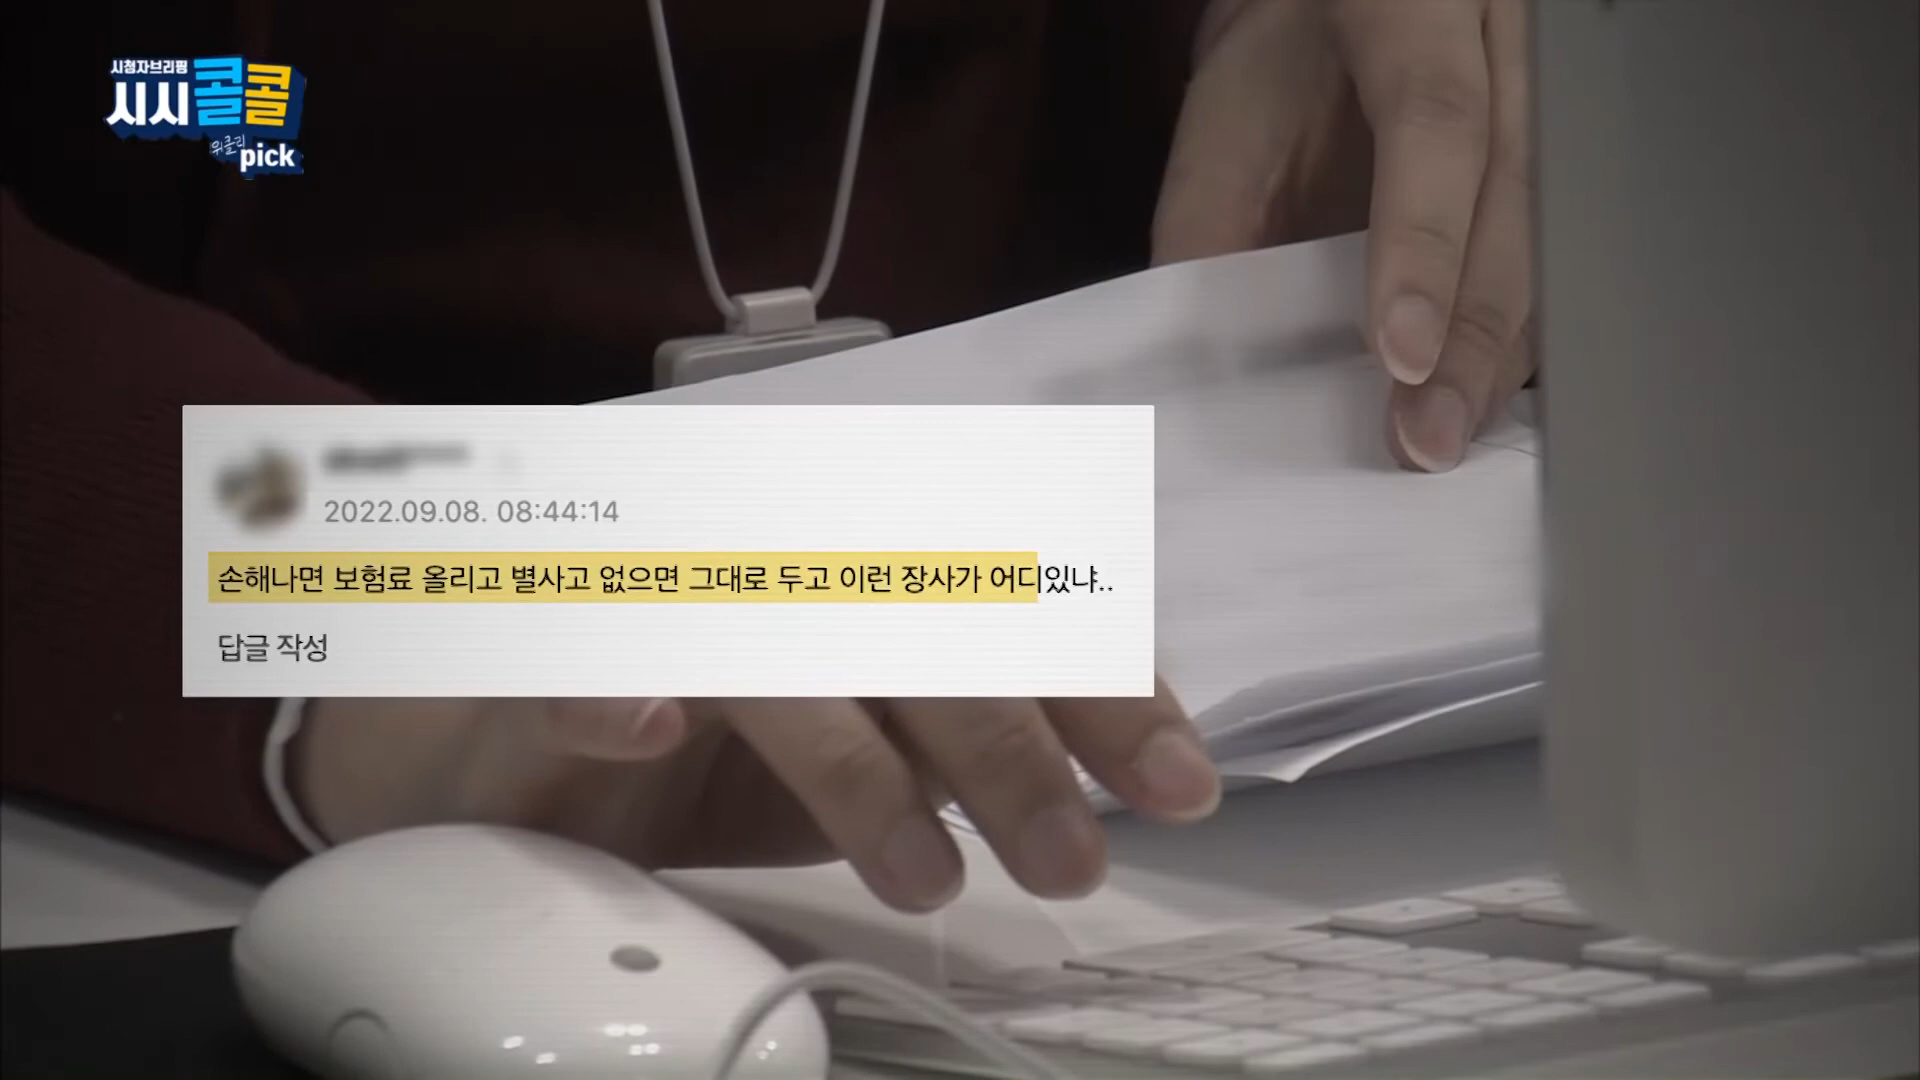 시청자브리핑
시시콜콜
위클리
pick
2022.09.08. 08:44:14
손해나면 보험료 올리고 별사고 없으면 그대로 두고 이런 장사가 어디있냐..
답글 작성